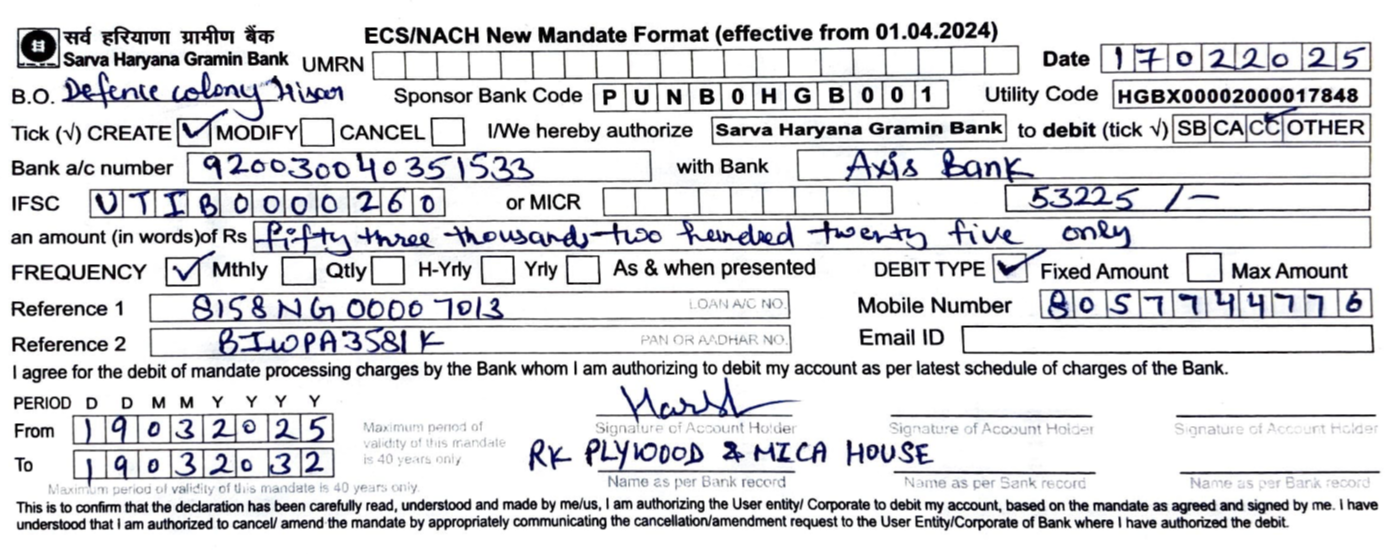 सर्व हरियाणा ग्रामीण बैंक
Sarva Haryana Gramin Bank
ECS/NACH New Mandate Format (effective from 01.04.2024)
UMRN Date 17022025
B.O. Defence colony Hisar Sponsor Bank Code PUNB0HGB001 Utility Code HGBX00002000017848
Tick (√) CREATE ✓ MODIFY CANCEL I/We hereby authorize Sarva Haryana Gramin Bank to debit (tick √) SB CA CC ✓ OTHER
Bank a/c number 920030040351533 with Bank Axis Bank
IFSC UTIB0000260 or MICR 53225 /-
an amount (in words)of Rs fifty three thousands two hundred twenty five only
FREQUENCY ✓ Mthly Qtly H-Yrly Yrly As & when presented DEBIT TYPE ✓ Fixed Amount Max Amount
Reference 1 8158NG00007013 LOAN A/C NO. Mobile Number 8057744776
Reference 2 BIWPA3581K PAN OR AADHAR NO. Email ID
I agree for the debit of mandate processing charges by the Bank whom I am authorizing to debit my account as per latest schedule of charges of the Bank.
PERIOD D D M M Y Y Y Y
From 19032025
To 19032032
Maximum period of validity of this mandate is 40 years only.
Maximum period of
validity of this mandate
is 40 years only
Harsh
Signature of Account Holder Signature of Account Holder Signature of Account Holder
RK PLYWOOD & MICA HOUSE
Name as per Bank record Name as per Bank record Name as per Bank record
This is to confirm that the declaration has been carefully read, understood and made by me/us, I am authorizing the User entity/ Corporate to debit my account, based on the mandate as agreed and signed by me. I have
understood that I am authorized to cancel/ amend the mandate by appropriately communicating the cancellation/amendment request to the User Entity/Corporate of Bank where I have authorized the debit.